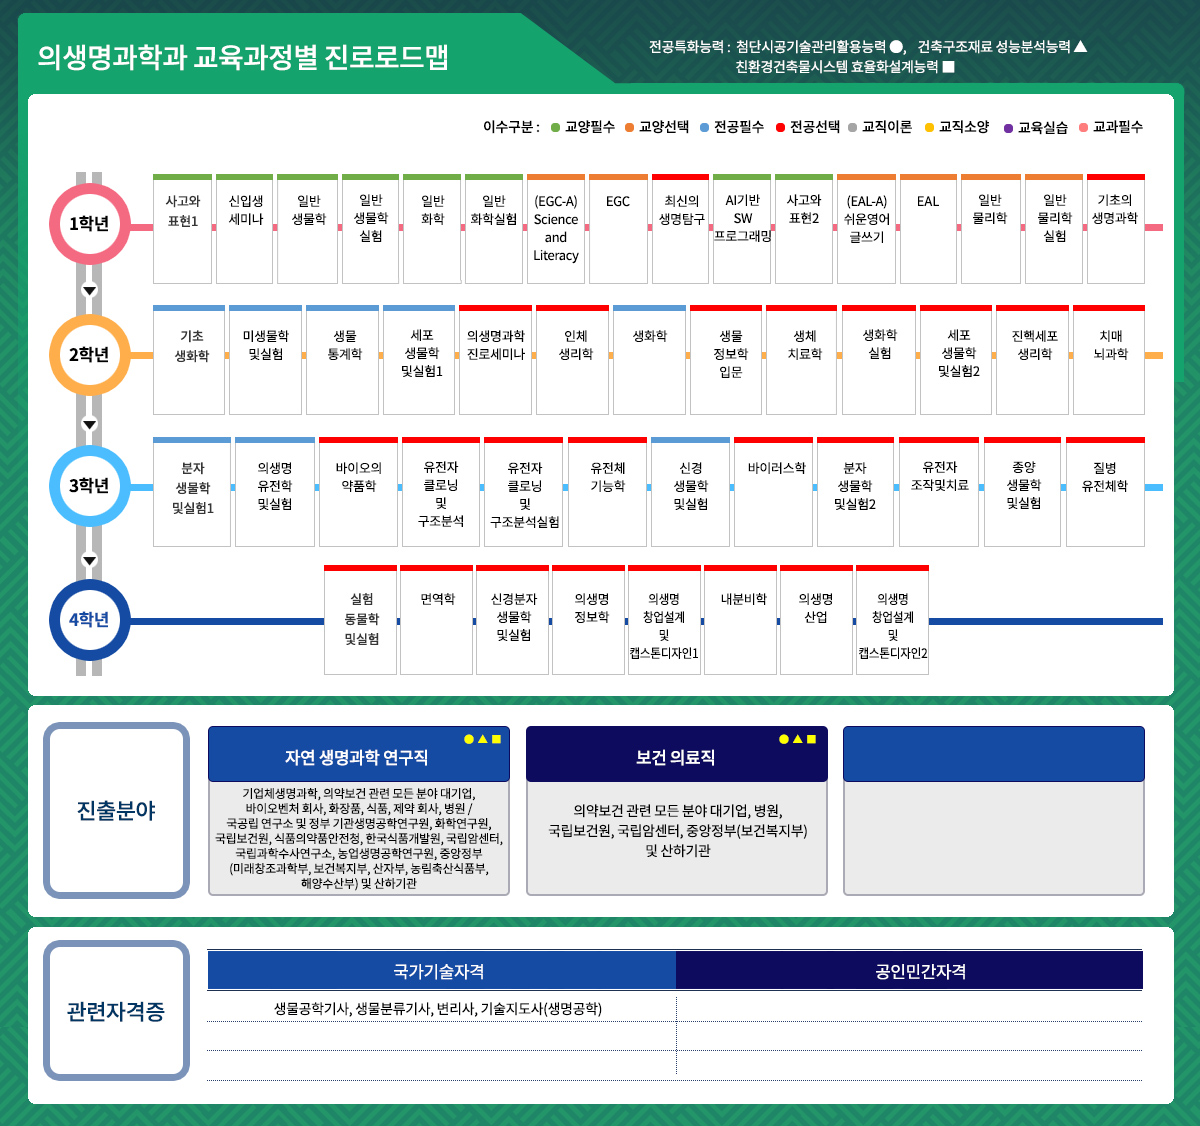 의생명과학과 교육과정별 진로로드맵
전공특화능력 : 첨단시공기술관리활용능력 ●, 건축구조재료 성능분석능력 ▲
친환경건축물시스템 효율화설계능력 ■
이수구분 : 교양필수 교양선택 전공필수 전공선택 교직이론 교직소양 교육실습 교과필수
1학년
사고와
표현1
신입생
세미나
일반
생물학
일반
생물학
실험
일반
화학
일반
화학실험
(EGC-A)
Science
and
Literacy
EGC
최신의
생명탐구
AI기반
SW
프로그래밍
사고와
표현2
(EAL-A)
쉬운영어
글쓰기
EAL
일반
물리학
일반
물리학
실험
기초의
생명과학
2학년
기초
생화학
미생물학
및실험
생물
통계학
세포
생물학
및실험1
의생명과학
진로세미나
인체
생리학
생화학
생물
정보학
입문
생체
치료학
생화학
실험
세포
생물학
및실험2
진핵세포
생리학
치매
뇌과학
3학년
분자
생물학
및실험1
의생명
유전학
및실험
바이오의
약품학
유전자
클로닝
및
구조분석
유전자
클로닝
및
구조분석실험
유전체
기능학
신경
생물학
및실험
바이러스학
분자
생물학
및실험2
유전자
조작및치료
종양
생물학
및실험
질병
유전체학
4학년
실험
동물학
및실험
면역학
신경분자
생물학
및실험
의생명
정보학
의생명
창업설계
및
캡스톤디자인1
내분비학
의생명
산업
의생명
창업설계
및
캡스톤디자인2
진출분야
자연 생명과학 연구직
기업체생명과학, 의약보건 관련 모든 분야 대기업,
바이오벤처 회사, 화장품, 식품, 제약 회사, 병원 /
국공립 연구소 및 정부 기관생명공학연구원, 화학연구원,
국립보건원, 식품의약품안전청, 한국식품개발원, 국립암센터,
국립과학수사연구소, 농업생명공학연구원, 중앙정부
(미래창조과학부, 보건복지부, 산자부, 농림축산식품부,
해양수산부) 및 산하기관
보건 의료직
의약보건 관련 모든 분야 대기업, 병원,
국립보건원, 국립암센터, 중앙정부(보건복지부)
및 산하기관
관련자격증
국가기술자격
공인민간자격
생물공학기사, 생물분류기사, 변리사, 기술지도사(생명공학)